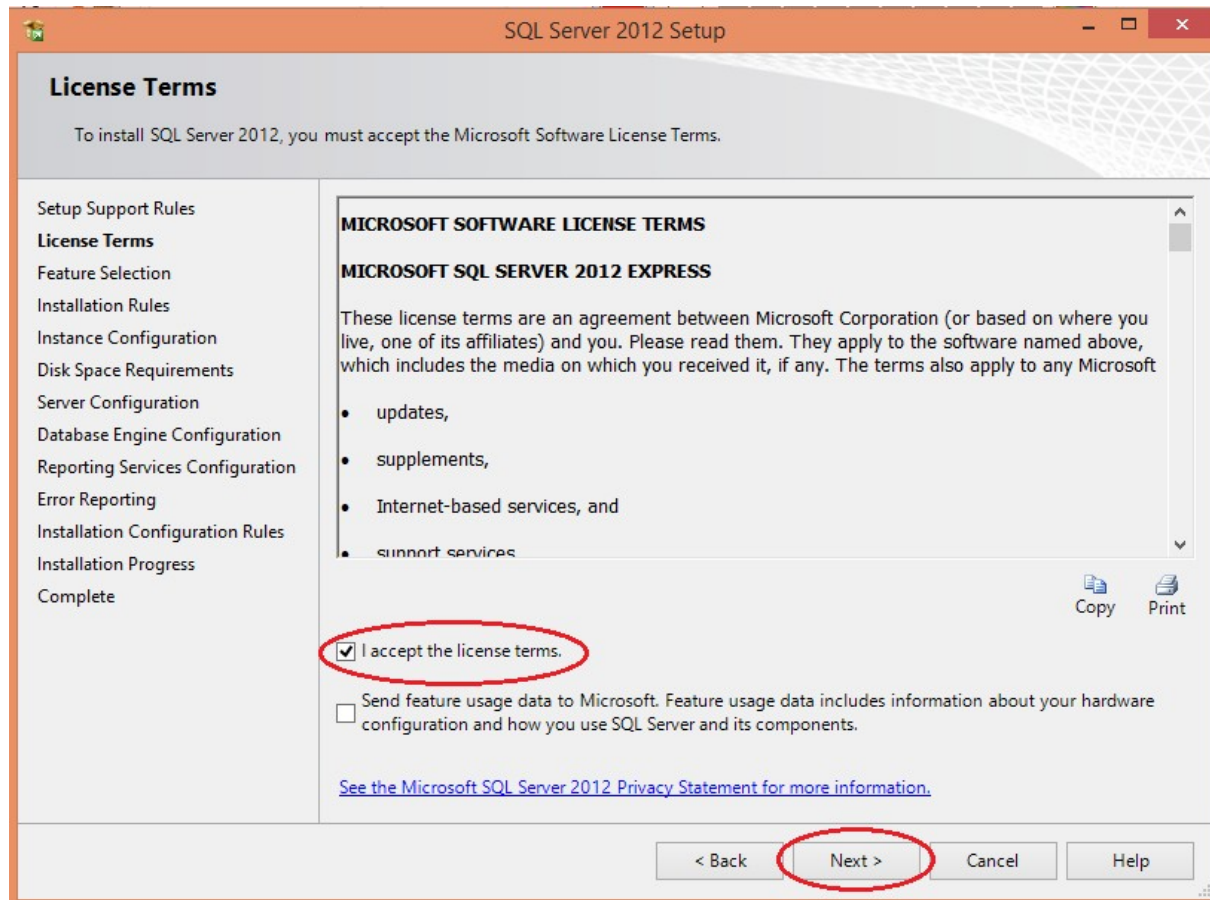 SQL Server 2012 Setup
License Terms
To install SQL Server 2012, you must accept the Microsoft Software License Terms.
Setup Support Rules
License Terms
Feature Selection
Installation Rules
Instance Configuration
Disk Space Requirements
Server Configuration
Database Engine Configuration
Reporting Services Configuration
Error Reporting
Installation Configuration Rules
Installation Progress
Complete
MICROSOFT SOFTWARE LICENSE TERMS
MICROSOFT SQL SERVER 2012 EXPRESS
These license terms are an agreement between Microsoft Corporation (or based on where you
live, one of its affiliates) and you. Please read them. They apply to the software named above,
which includes the media on which you received it, if any. The terms also apply to any Microsoft
• updates,
• supplements,
• Internet-based services, and
• support services
Copy Print
I accept the license terms.
Send feature usage data to Microsoft. Feature usage data includes information about your hardware
configuration and how you use SQL Server and its components.
See the Microsoft SQL Server 2012 Privacy Statement for more information.
< Back Next > Cancel Help